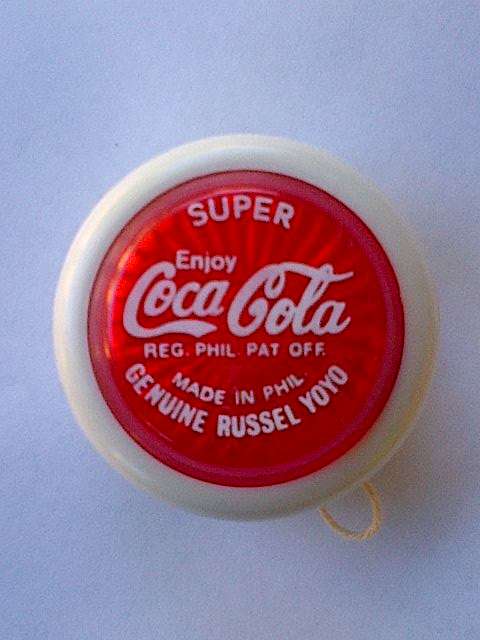 SUPER
Enjoy
Coca Cola
REG. PHIL. PAT OFF.
MADE IN PHIL.
GENUINE RUSSEL YOYO